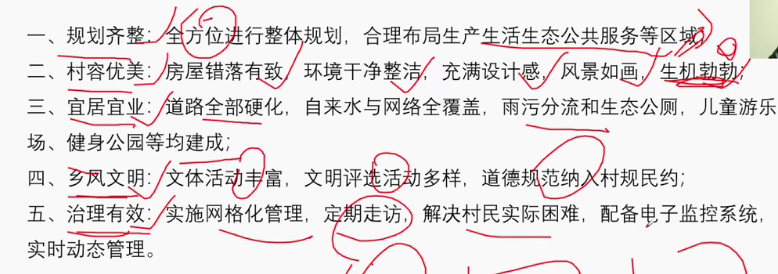 一、规划齐整：全方位进行整体规划，合理布局生产生活生态公共服务等区域；
二、村容优美：房屋错落有致，环境干净整洁，充满设计感，风景如画，生机勃勃；
三、宜居宜业：道路全部硬化，自来水与网络全覆盖，雨污分流和生态公厕，儿童游乐
场、健身公园等均建成；
四、乡风文明：文体活动丰富，文明评选活动多样，道德规范纳入村规民约；
五、治理有效：实施网格化管理，定期走访，解决村民实际困难，配备电子监控系统，
实时动态管理。